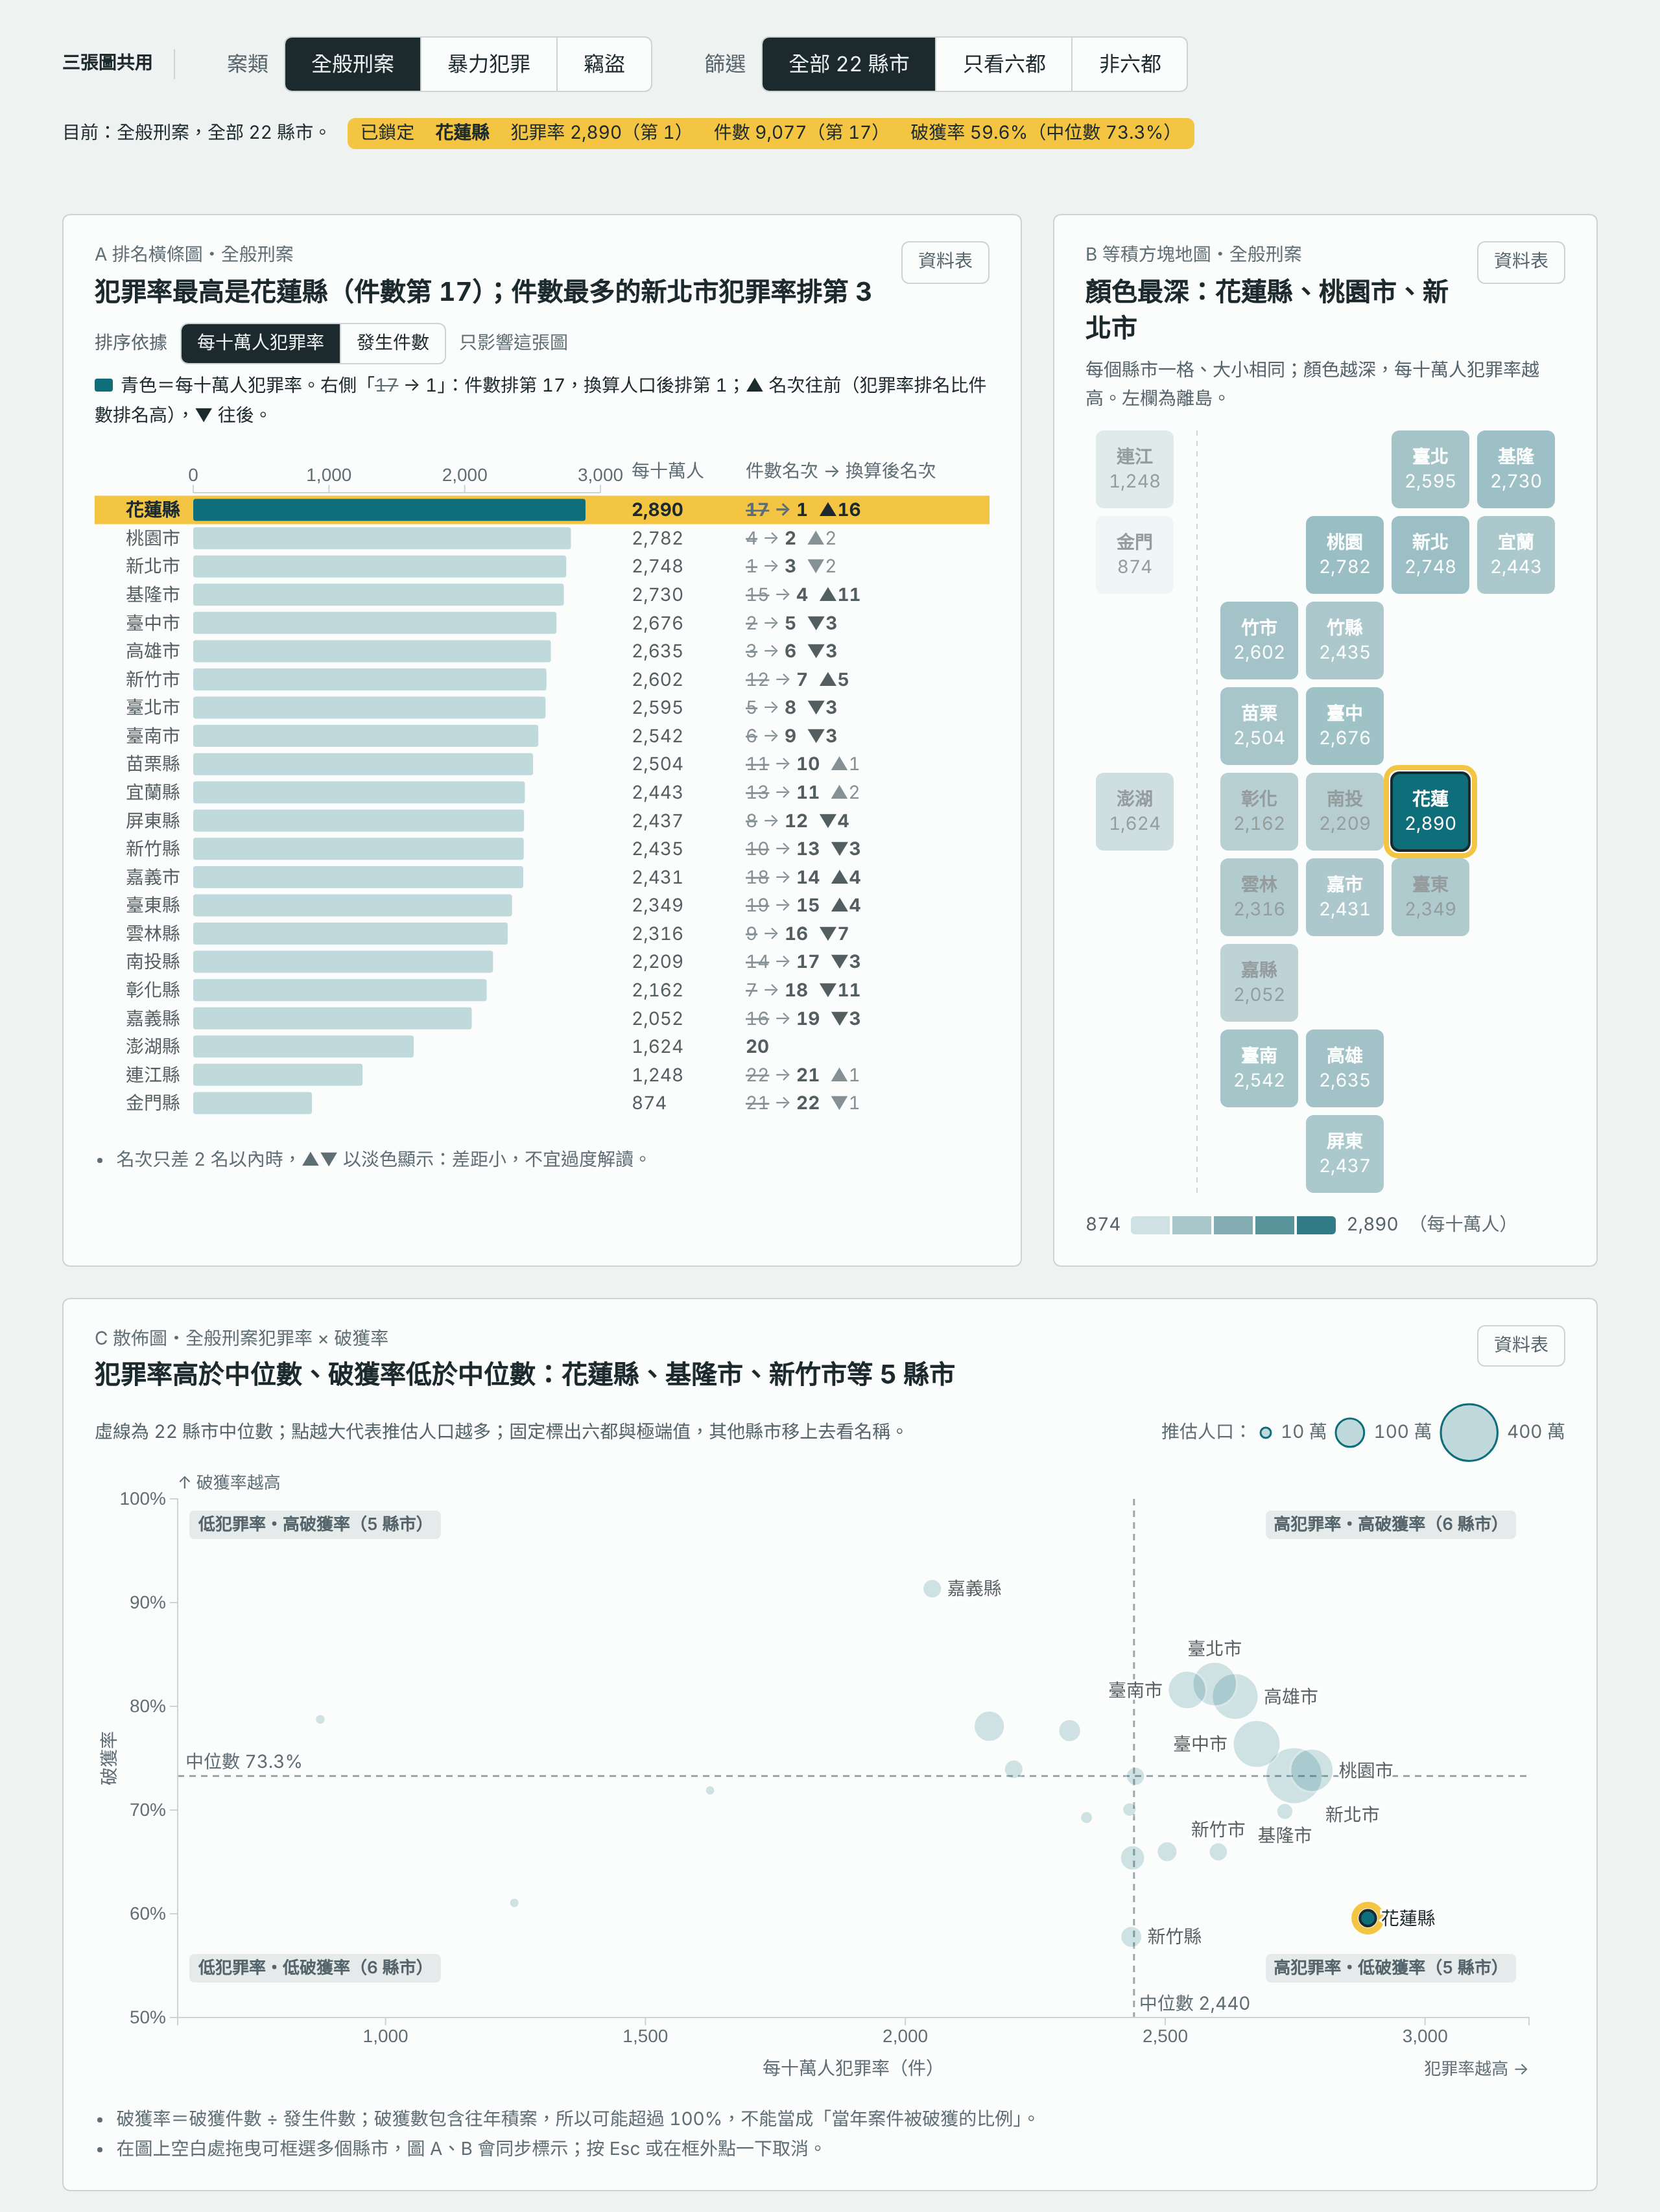 三張圖共用 案類 全般刑案 暴力犯罪 竊盜 篩選 全部 22 縣市 只看六都 非六都
目前：全般刑案，全部 22 縣市。 已鎖定 花蓮縣 犯罪率 2,890（第 1） 件數 9,077（第 17） 破獲率 59.6%（中位數 73.3%）
A 排名橫條圖・全般刑案
資料表
犯罪率最高是花蓮縣（件數第 17）；件數最多的新北市犯罪率排第 3
排序依據 每十萬人犯罪率 發生件數 只影響這張圖
青色＝每十萬人犯罪率。右側「17 → 1」：件數排第 17，換算人口後排第 1；▲ 名次往前（犯罪率排名比件
數排名高），▼ 往後。
0 1,000 2,000 3,000 每十萬人 件數名次 → 換算後名次
花蓮縣 2,890 17 → 1 ▲16
桃園市 2,782 4 → 2 ▲2
新北市 2,748 1 → 3 ▼2
基隆市 2,730 15 → 4 ▲11
臺中市 2,676 2 → 5 ▼3
高雄市 2,635 3 → 6 ▼3
新竹市 2,602 12 → 7 ▲5
臺北市 2,595 5 → 8 ▼3
臺南市 2,542 6 → 9 ▼3
苗栗縣 2,504 11 → 10 ▲1
宜蘭縣 2,443 13 → 11 ▲2
屏東縣 2,437 8 → 12 ▼4
新竹縣 2,435 10 → 13 ▼3
嘉義市 2,431 18 → 14 ▲4
臺東縣 2,349 19 → 15 ▲4
雲林縣 2,316 9 → 16 ▼7
南投縣 2,209 14 → 17 ▼3
彰化縣 2,162 7 → 18 ▼11
嘉義縣 2,052 16 → 19 ▼3
澎湖縣 1,624 20
連江縣 1,248 22 → 21 ▲1
金門縣 874 21 → 22 ▼1
• 名次只差 2 名以內時，▲▼ 以淡色顯示：差距小，不宜過度解讀。
B 等積方塊地圖・全般刑案
資料表
顏色最深：花蓮縣、桃園市、新
北市
每個縣市一格、大小相同；顏色越深，每十萬人犯罪率越
高。左欄為離島。
連江 臺北 基隆
1,248 2,595 2,730
金門 桃園 新北 宜蘭
874 2,782 2,748 2,443
竹市 竹縣
2,602 2,435
苗栗 臺中
2,504 2,676
澎湖 彰化 南投 花蓮
1,624 2,162 2,209 2,890
雲林 嘉市 臺東
2,316 2,431 2,349
嘉縣
2,052
臺南 高雄
2,542 2,635
屏東
2,437
874 2,890 （每十萬人）
C 散佈圖・全般刑案犯罪率 × 破獲率
資料表
犯罪率高於中位數、破獲率低於中位數：花蓮縣、基隆市、新竹市等 5 縣市
虛線為 22 縣市中位數；點越大代表推估人口越多；固定標出六都與極端值，其他縣市移上去看名稱。
推估人口： 10 萬 100 萬 400 萬
↑ 破獲率越高
100%
低犯罪率・高破獲率（5 縣市） 高犯罪率・高破獲率（6 縣市）
90%
嘉義縣
臺北市
臺南市
高雄市
80%
臺中市
破獲率
中位數 73.3%
桃園市
70%
新北市
新竹市
基隆市
60%
花蓮縣
新竹縣
低犯罪率・低破獲率（6 縣市） 高犯罪率・低破獲率（5 縣市）
中位數 2,440
50%
1,000 1,500 2,000 2,500 3,000
每十萬人犯罪率（件）
犯罪率越高 →
• 破獲率＝破獲件數 ÷ 發生件數；破獲數包含往年積案，所以可能超過 100%，不能當成「當年案件被破獲的比例」。
• 在圖上空白處拖曳可框選多個縣市，圖 A、B 會同步標示；按 Esc 或在框外點一下取消。